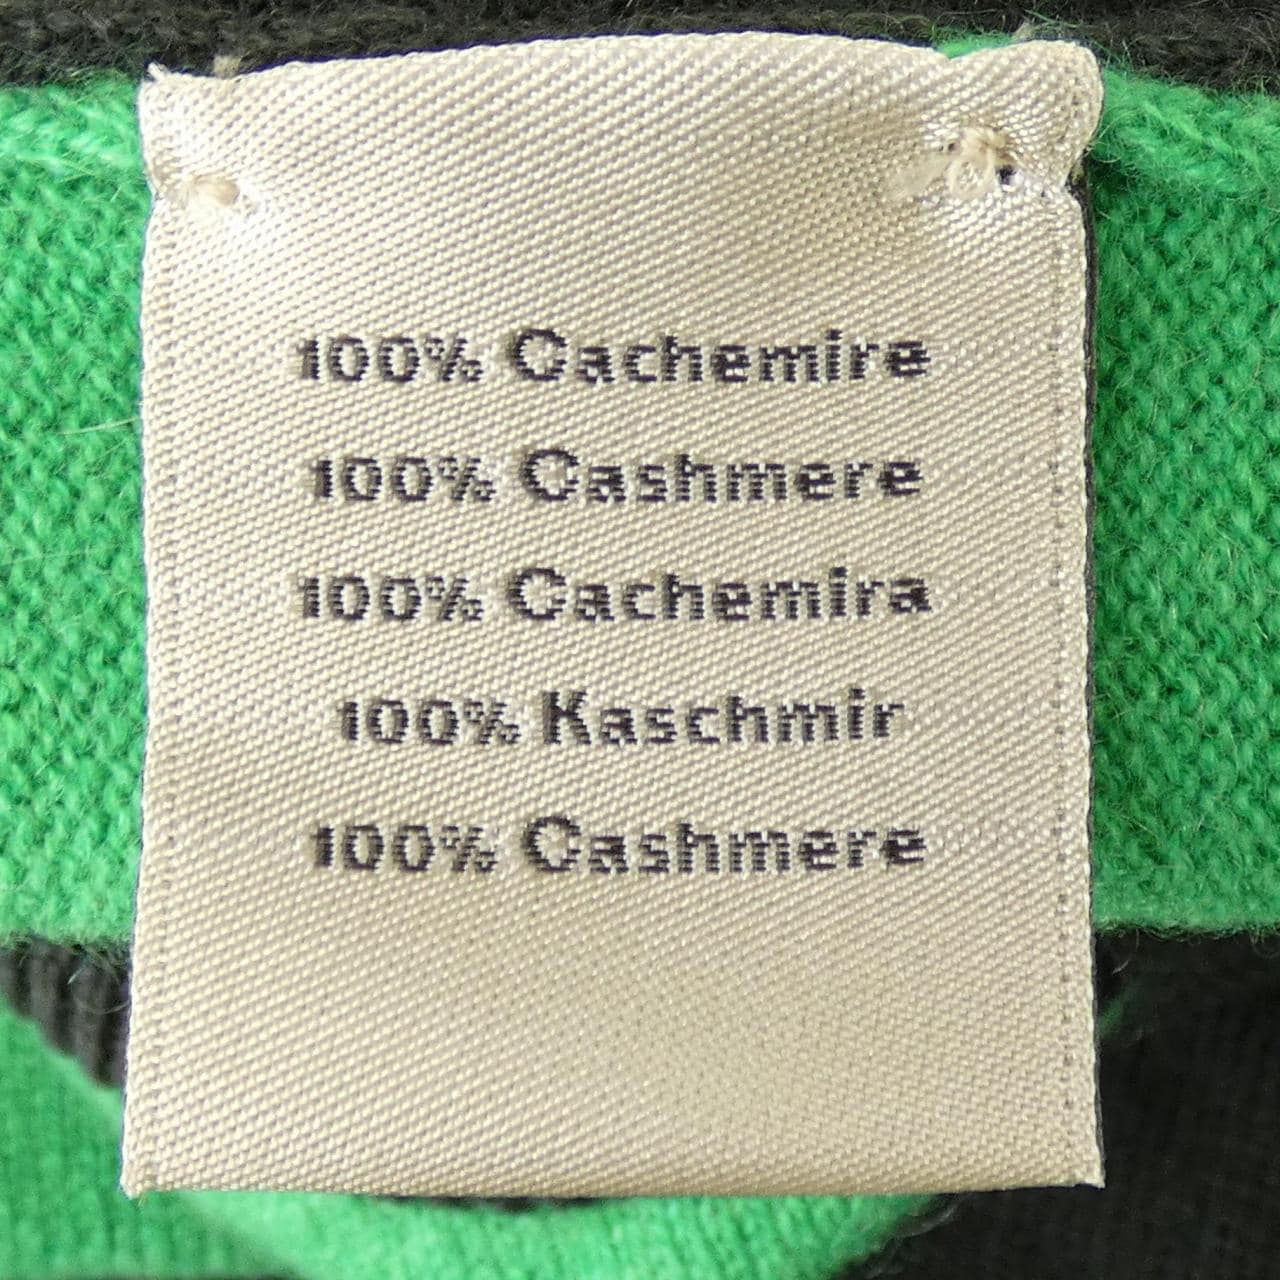 100% Cachemire
100% Cashmere
100% Cachemira
100% Kaschmir
100% Cashmere